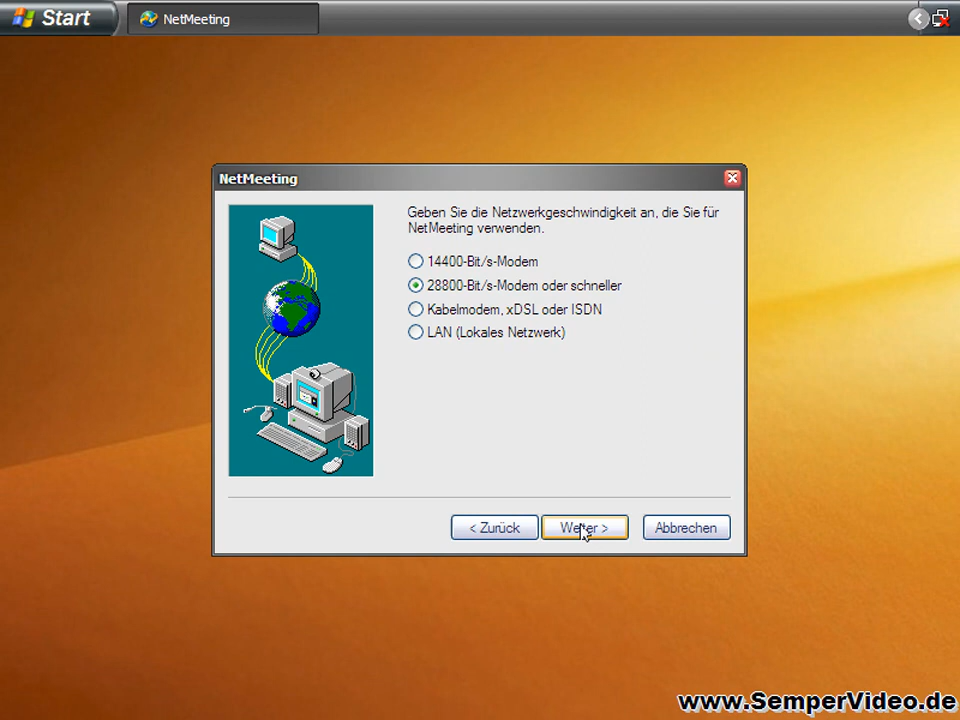 Start
NetMeeting
NetMeeting
Geben Sie die Netzwerkgeschwindigkeit an, die Sie für
NetMeeting verwenden.
14400-Bit/s-Modem
28800-Bit/s-Modem oder schneller
Kabelmodem, xDSL oder ISDN
LAN (Lokales Netzwerk)
< Zurück
Weiter >
Abbrechen
www.SemperVideo.de